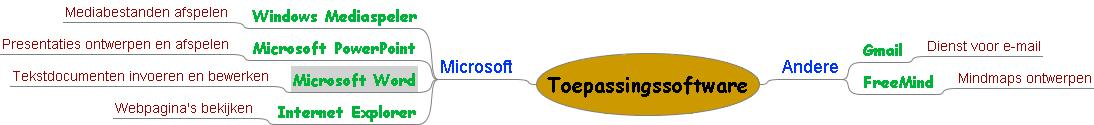 Mediabestanden afspelen Windows Mediaspeler
Presentaties ontwerpen en afspelen Microsoft PowerPoint
Tekstdocumenten invoeren en bewerken Microsoft Word
Webpagina's bekijken Internet Explorer
Microsoft
Toepassingssoftware
Andere
Gmail Dienst voor e-mail
FreeMind Mindmaps ontwerpen